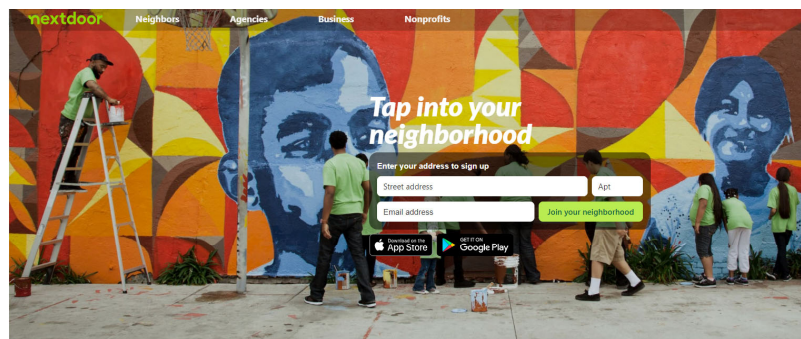 nextdoor
Neighbors
Agencies
Business
Nonprofits
Tap into your
neighborhood
Enter your address to sign up
Street address
Apt
Email address
Join your neighborhood
Download on the
App Store
GET IT ON
Google Play